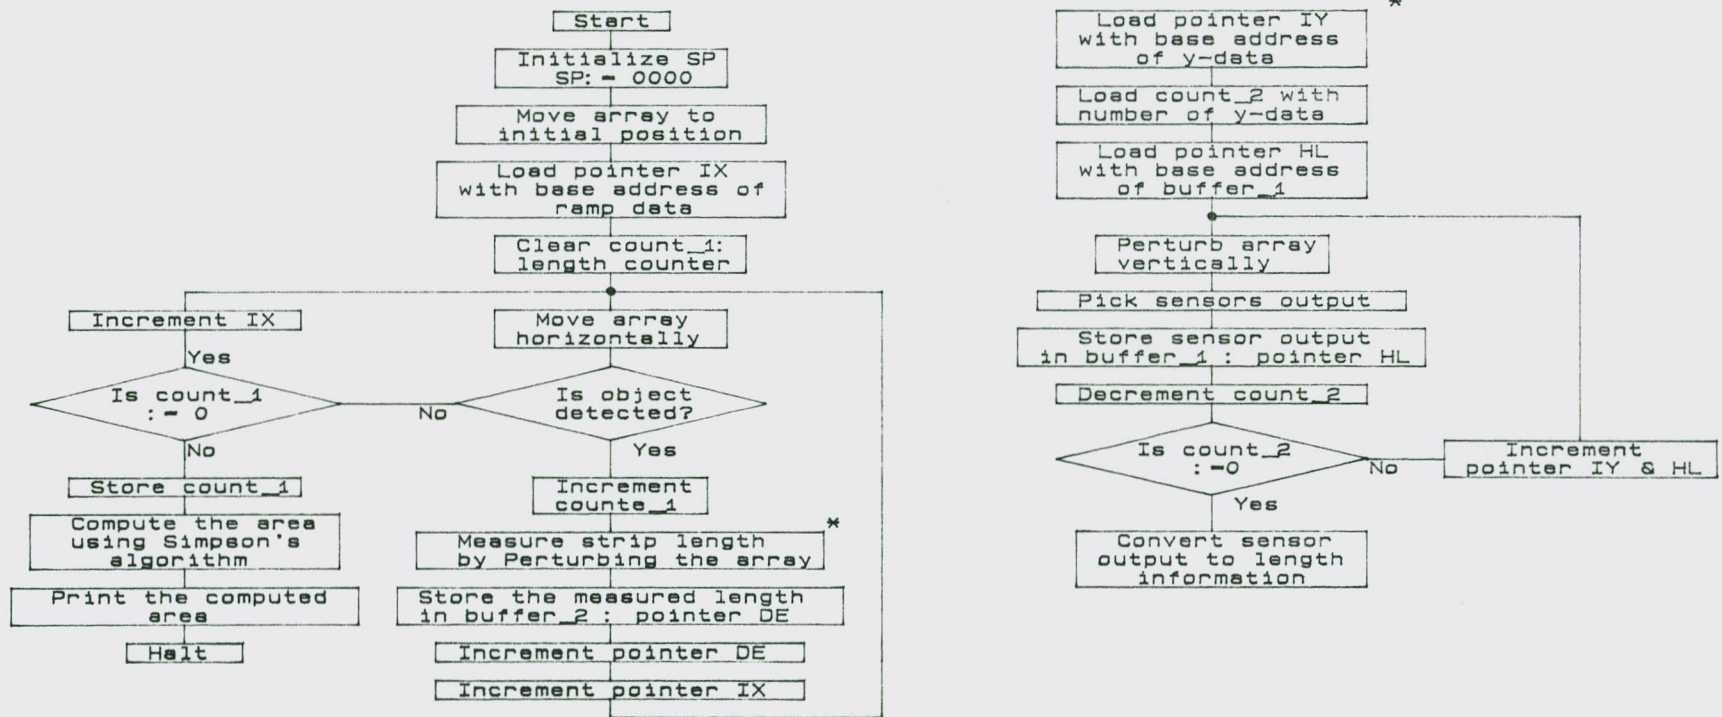 Start
Initialize SP
SP:= 0000
Move array to
initial position
Load pointer IX
with base address of
ramp data
Clear count_1:
length counter
Increment IX
Move array
horizontally
Yes
Is count_1
:= 0
No
Is object
detected?
No
Yes
Store count_1
Increment
counte_1
Compute the area
using Simpson's
algorithm
*
Measure strip length
by Perturbing the array
Print the computed
area
Store the measured length
in buffer_2 : pointer DE
Halt
Increment pointer DE
Increment pointer IX
*
Load pointer IY
with base address
of y-data
Load count_2 with
number of y-data
Load pointer HL
with base address
of buffer_1
Perturb array
vertically
Pick sensors output
Store sensor output
in buffer_1 : pointer HL
Decrement count_2
Is count_2
:=0
No
Increment
pointer IY & HL
Yes
Convert sensor
output to length
information